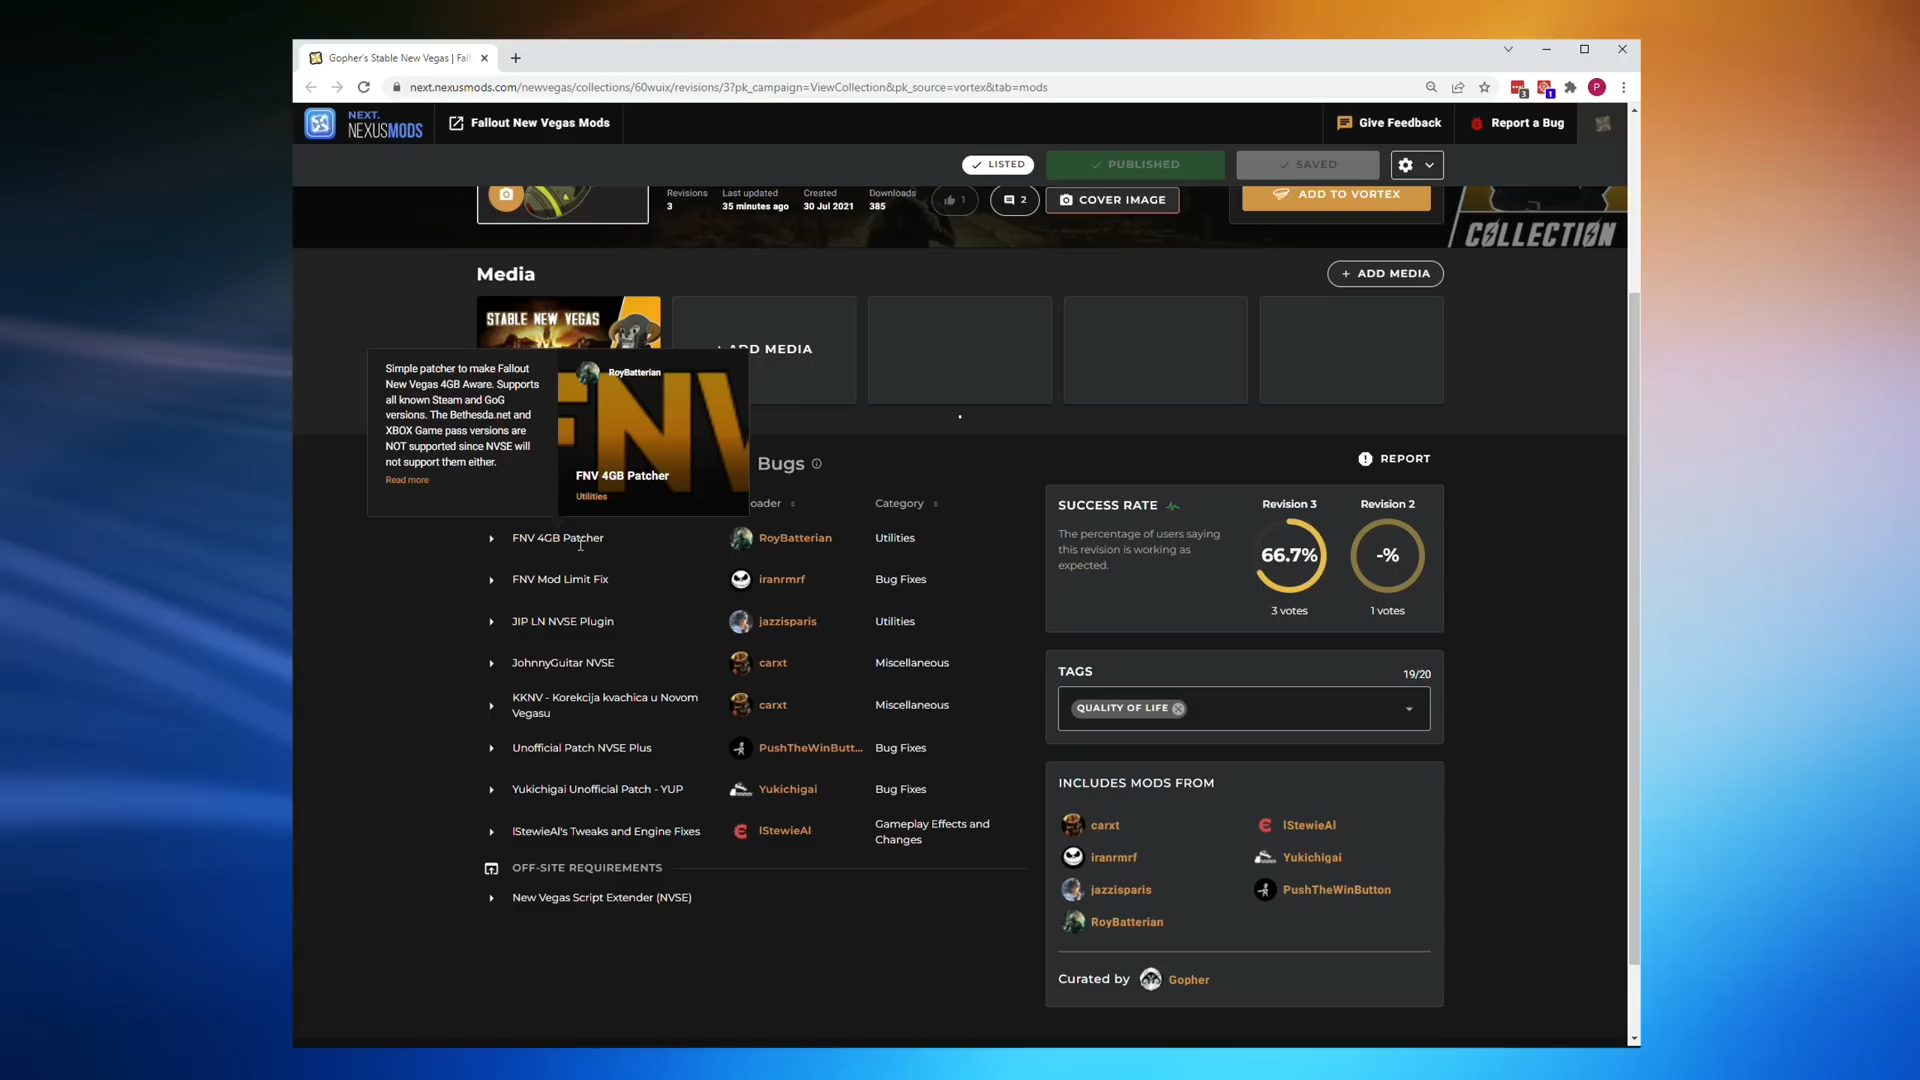 Gopher's Stable New Vegas | Fal
next.nexusmods.com/newvegas/collections/60wuix/revisions/3?pk_campaign=ViewCollection&pk_source=vortex&tab=mods
3
1
P
NEXT.
NEXUSMODS
Fallout New Vegas Mods
Give Feedback
Report a Bug
LISTED
PUBLISHED
SAVED
Revisions
3
Last updated
35 minutes ago
Created
30 Jul 2021
Downloads
385
1
2
COVER IMAGE
ADD TO VORTEX
COLLECTION
Media
+ ADD MEDIA
STABLE NEW VEGAS
ADD MEDIA
Simple patcher to make Fallout
New Vegas 4GB Aware. Supports
all known Steam and GoG
versions. The Bethesda.net and
XBOX Game pass versions are
NOT supported since NVSE will
not support them either.
Read more
RoyBatterian
FNV
FNV 4GB Patcher
Utilities
Bugs
REPORT
oader
Category
FNV 4GB Patcher
RoyBatterian
Utilities
FNV Mod Limit Fix
iranrmrf
Bug Fixes
JIP LN NVSE Plugin
jazzisparis
Utilities
JohnnyGuitar NVSE
carxt
Miscellaneous
KKNV - Korekcija kvachica u Novom
Vegasu
carxt
Miscellaneous
Unofficial Patch NVSE Plus
PushTheWinButt...
Bug Fixes
Yukichigai Unofficial Patch - YUP
Yukichigai
Bug Fixes
lStewieAl's Tweaks and Engine Fixes
lStewieAl
Gameplay Effects and
Changes
OFF-SITE REQUIREMENTS
New Vegas Script Extender (NVSE)
SUCCESS RATE
The percentage of users saying
this revision is working as
expected.
Revision 3
66.7%
3 votes
Revision 2
-%
1 votes
TAGS
19/20
QUALITY OF LIFE
INCLUDES MODS FROM
carxt
lStewieAl
iranrmrf
Yukichigai
jazzisparis
PushTheWinButton
RoyBatterian
Curated by
Gopher